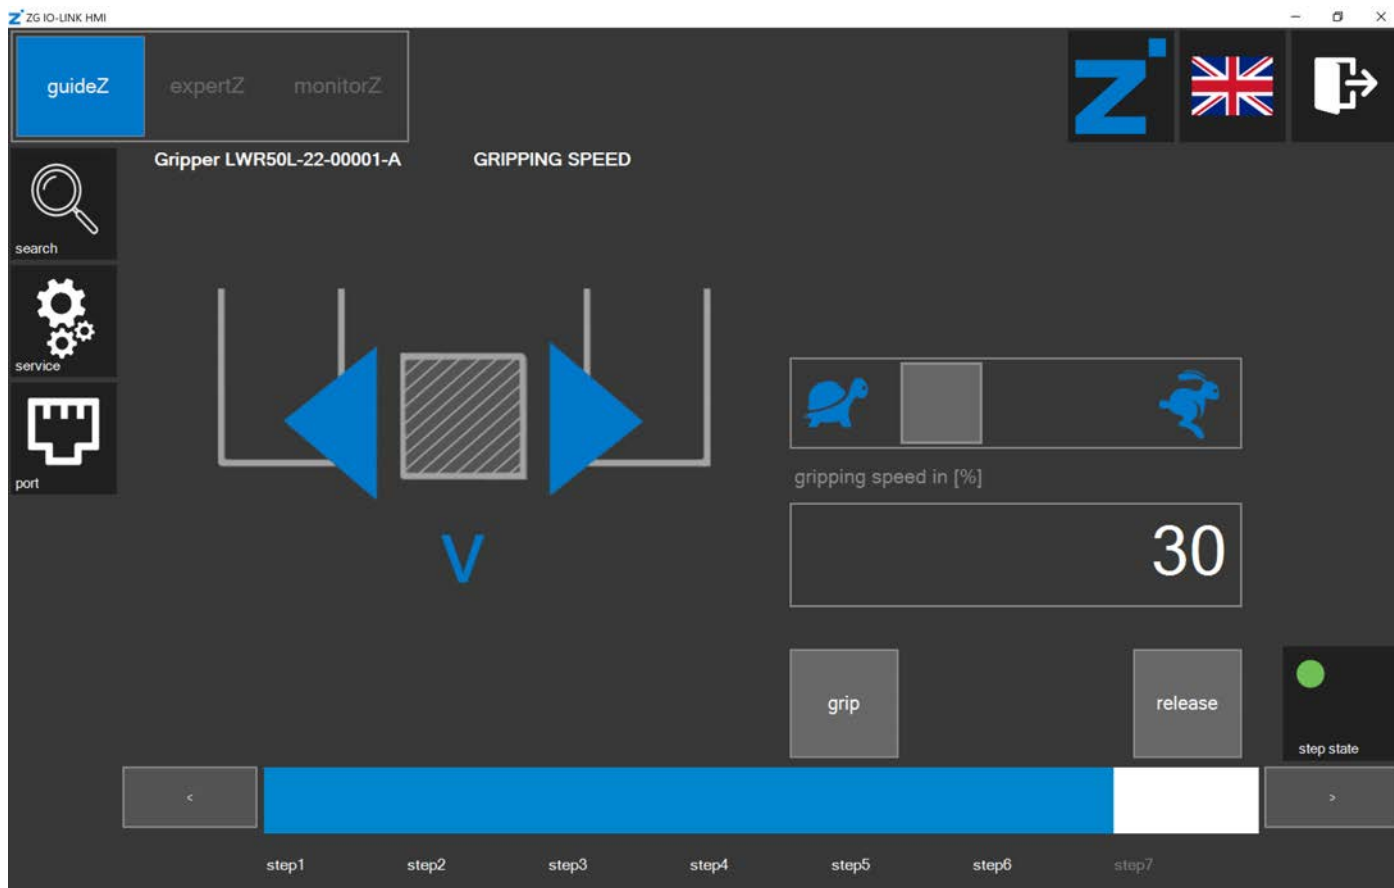 ZG IO-LINK HMI
guideZ expertZ monitorZ
Gripper LWR50L-22-00001-A GRIPPING SPEED
search
service
port
gripping speed in [%]
30
V
grip release
step state
< >
step1 step2 step3 step4 step5 step6 step7